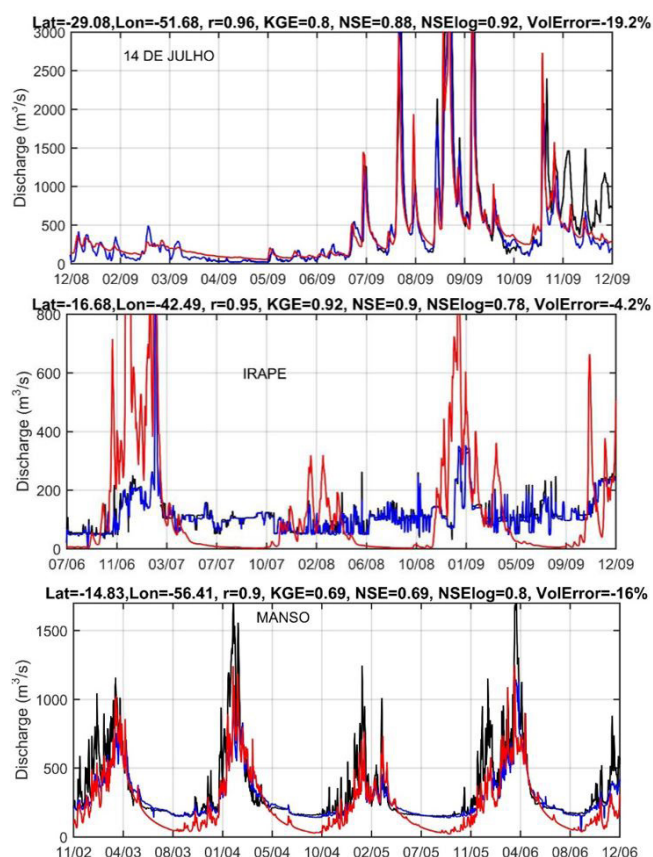 Lat=-29.08,Lon=-51.68, r=0.96, KGE=0.8, NSE=0.88, NSElog=0.92, VolError=-19.2%
3000
14 DE JULHO
2500
2000
1500
1000
500
0
Discharge (m³/s)
12/08 02/09 03/09 04/09 05/09 06/09 07/09 08/09 09/09 11/09 12/09
Lat=-16.68,Lon=-42.49, r=0.95, KGE=0.92, NSE=0.9, NSElog=0.78, VolError=-4.2%
800
IRAPE
600
400
200
0
Discharge (m³/s)
07/06 11/06 03/07 07/07 10/07 02/08 06/08 10/08 01/09 05/09 09/09 12/09
Lat=-14.83,Lon=-56.41, r=0.9, KGE=0.69, NSE=0.69, NSElog=0.8, VolError=-16%
MANSO
1500
1000
500
0
Discharge (m³/s)
11/02 04/03 08/03 01/04 05/04 10/04 02/05 07/05 11/05 04/06 08/06 12/06